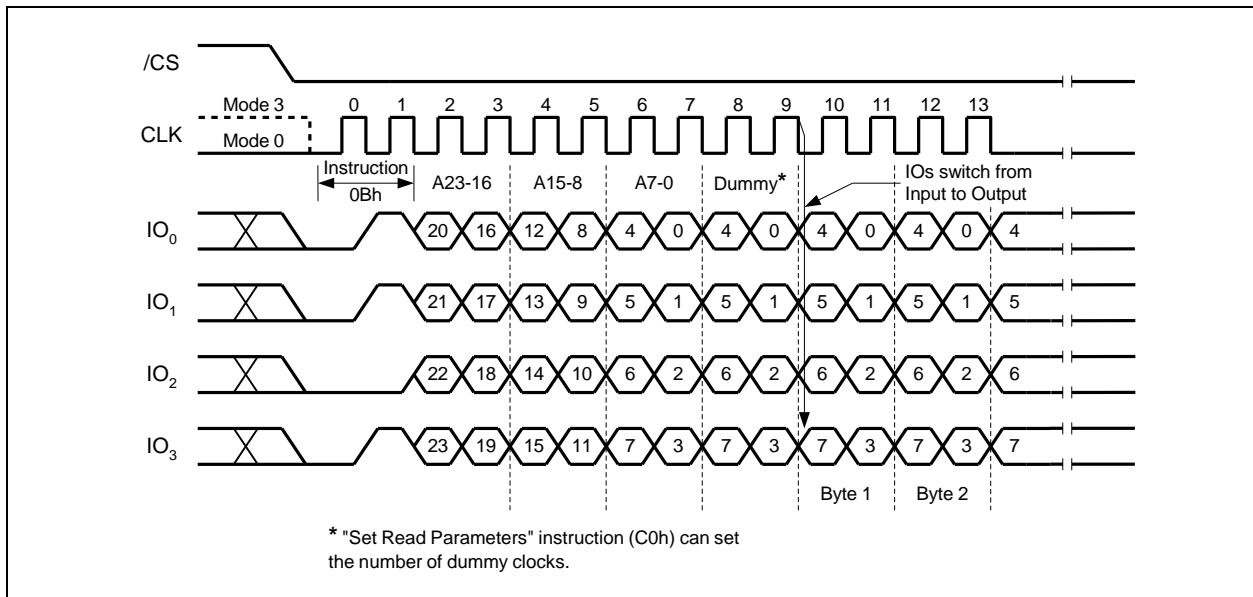 /CS
Mode 3 0 1 2 3 4 5 6 7 8 9 10 11 12 13
CLK
Mode 0
Instruction
0Bh
A23-16 A15-8 A7-0 Dummy*
IOs switch from
Input to Output
IO0 20 16 12 8 4 0 4 0 4 0 4 0 4
IO1 21 17 13 9 5 1 5 1 5 1 5 1 5
IO2 22 18 14 10 6 2 6 2 6 2 6 2 6
IO3 23 19 15 11 7 3 7 3 7 3 7 3 7
Byte 1 Byte 2
* "Set Read Parameters" instruction (C0h) can set
the number of dummy clocks.